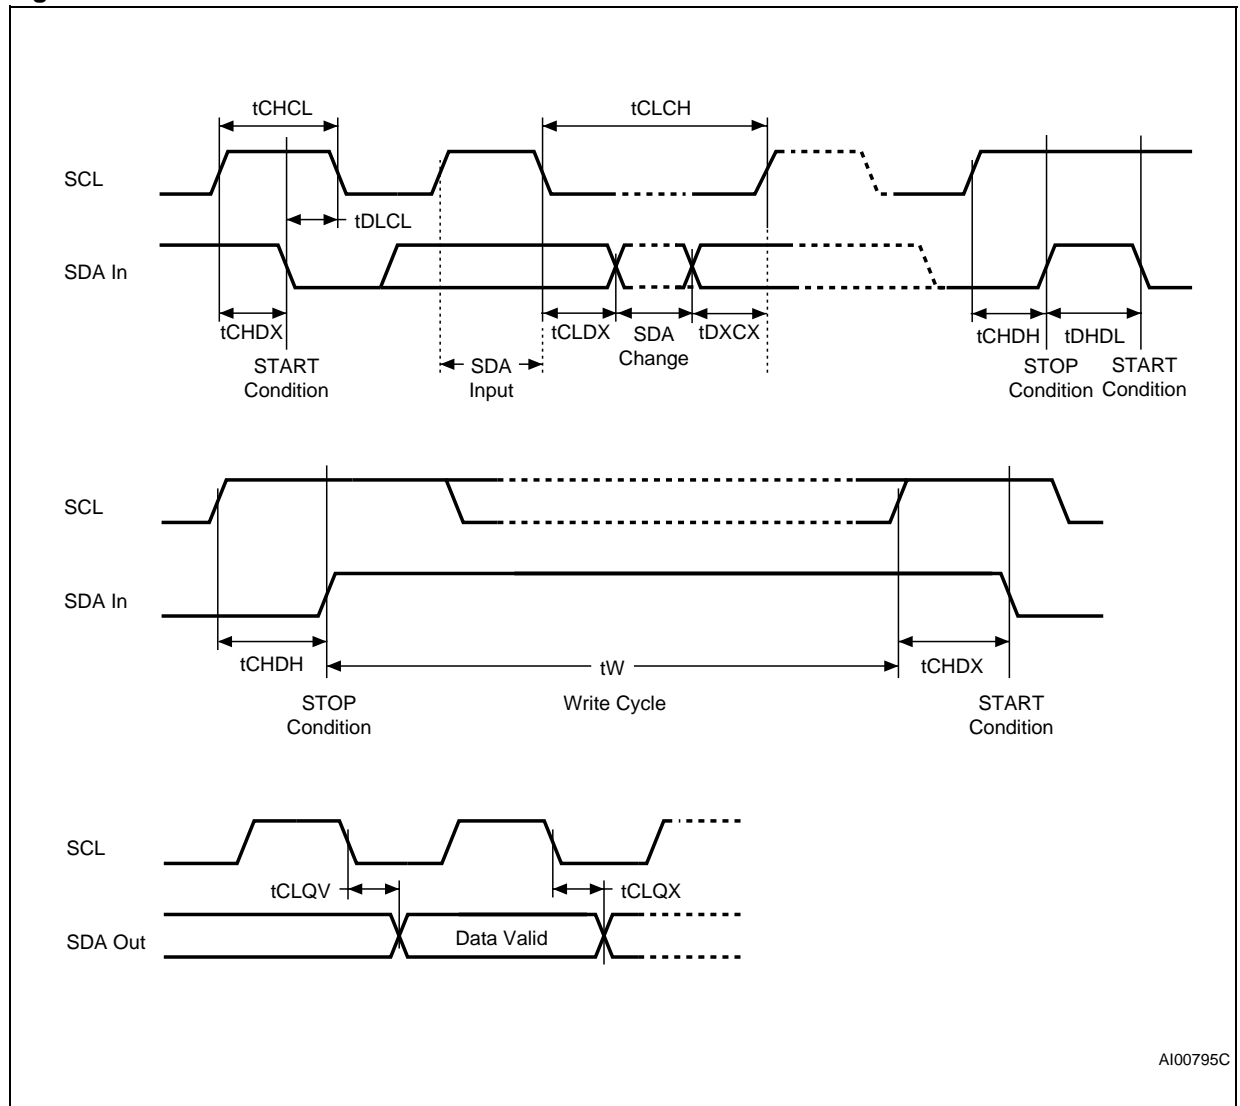 tCHCL
tCLCH
SCL
tDLCL
SDA In
tCHDX
tCLDX
SDA
Change
tDXCX
tCHDH
tDHDL
START
Condition
SDA
Input
STOP
Condition
START
Condition
SCL
SDA In
tCHDH
tW
tCHDX
STOP
Condition
Write Cycle
START
Condition
SCL
tCLQV
tCLQX
SDA Out
Data Valid
AI00795C